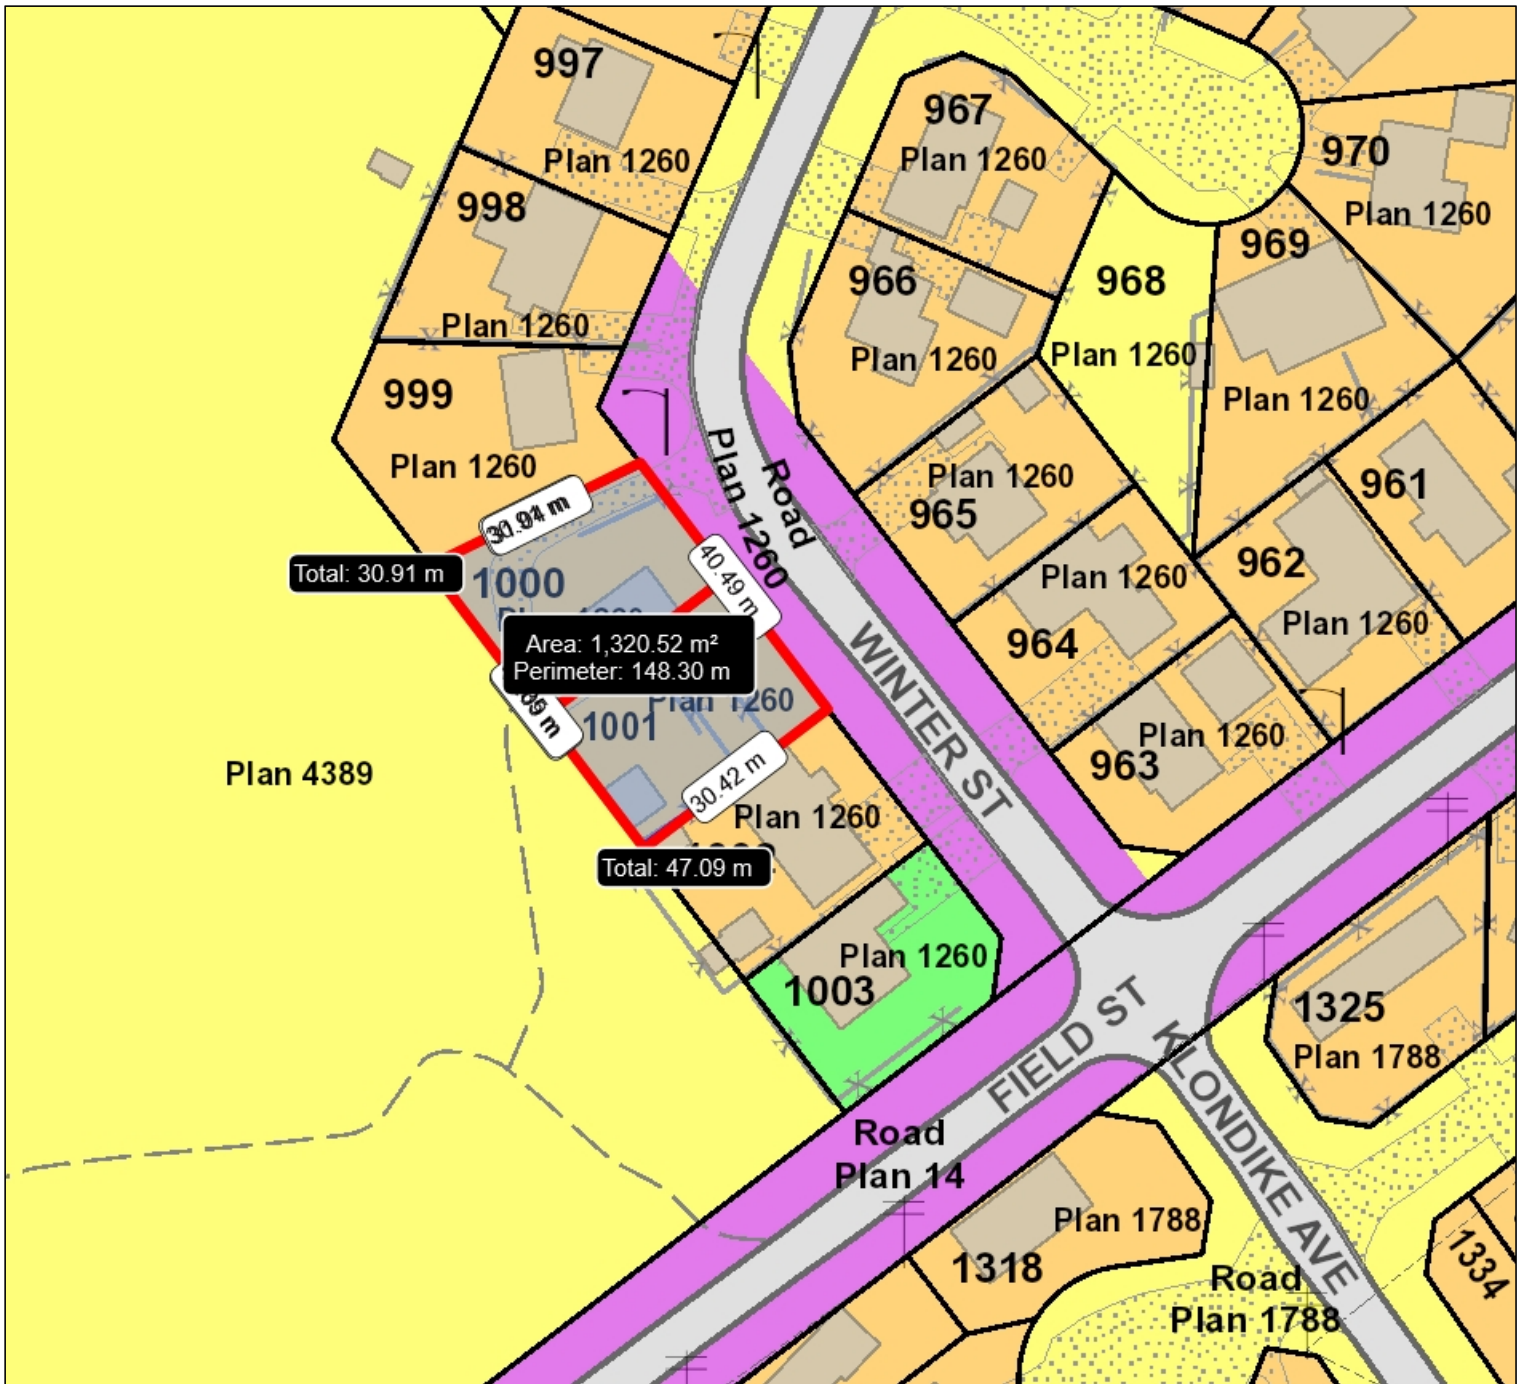 997
Plan 1260
967
Plan 1260
970
Plan 1260
998
Plan 1260
969
Plan 1260
966
Plan 1260
968
Plan 1260
999
Plan 1260
Plan 1260
965
961
Road
Plan 1260
30.91 m
Total: 30.91 m
1000
40.49 m
962
Plan 1260
Plan 1260
964
Area: 1,320.52 m²
Perimeter: 148.30 m
Plan 1260
1001
WINTER ST
Plan 1260
963
Plan 4389
30.42 m
Plan 1260
Total: 47.09 m
Plan 1260
1003
1325
Plan 1788
FIELD ST
KLONDIKE AVE
Road
Plan 14
Plan 1788
1318
1334
Road
Plan 1788